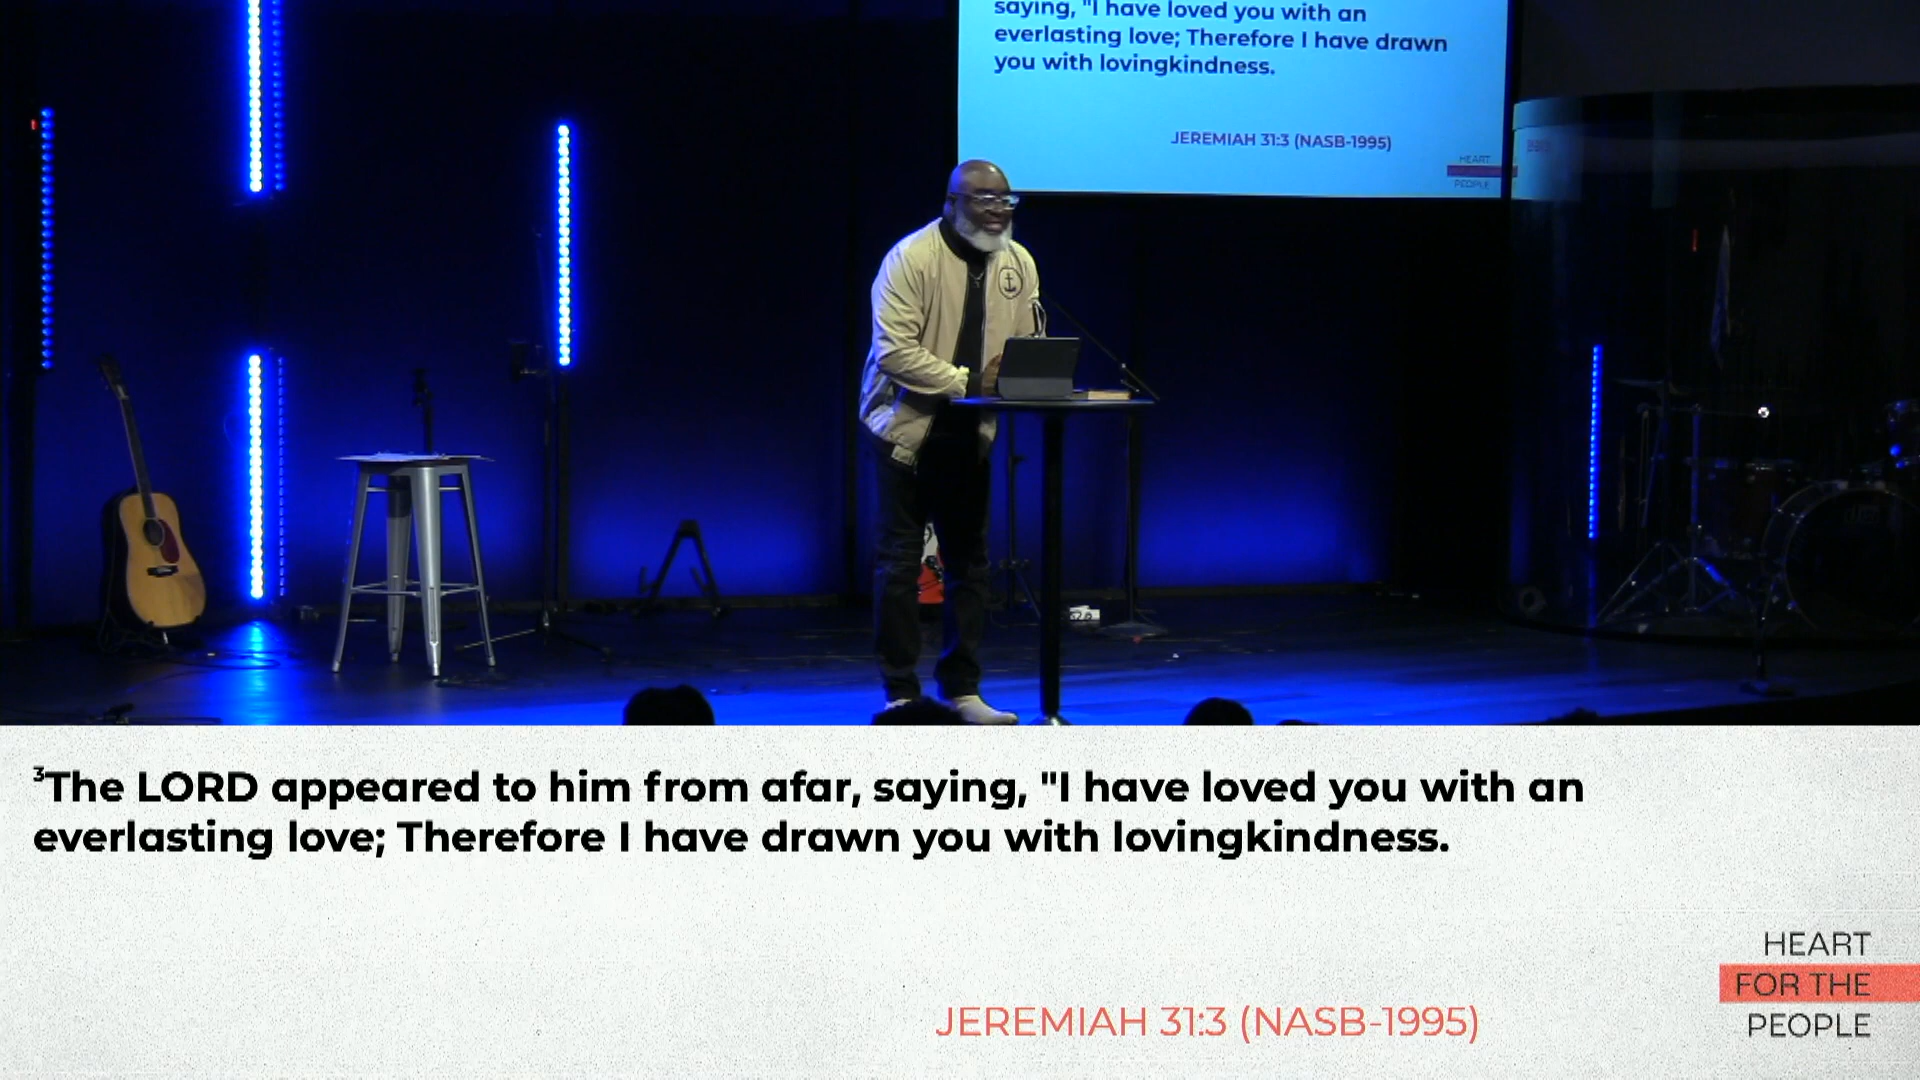 saying, "I have loved you with an
everlasting love; Therefore I have drawn
you with lovingkindness.
JEREMIAH 31:3 (NASB-1995)
HEART
PEOPLE
³The LORD appeared to him from afar, saying, "I have loved you with an
everlasting love; Therefore I have drawn you with lovingkindness.
JEREMIAH 31:3 (NASB-1995)
HEART
FOR THE
PEOPLE